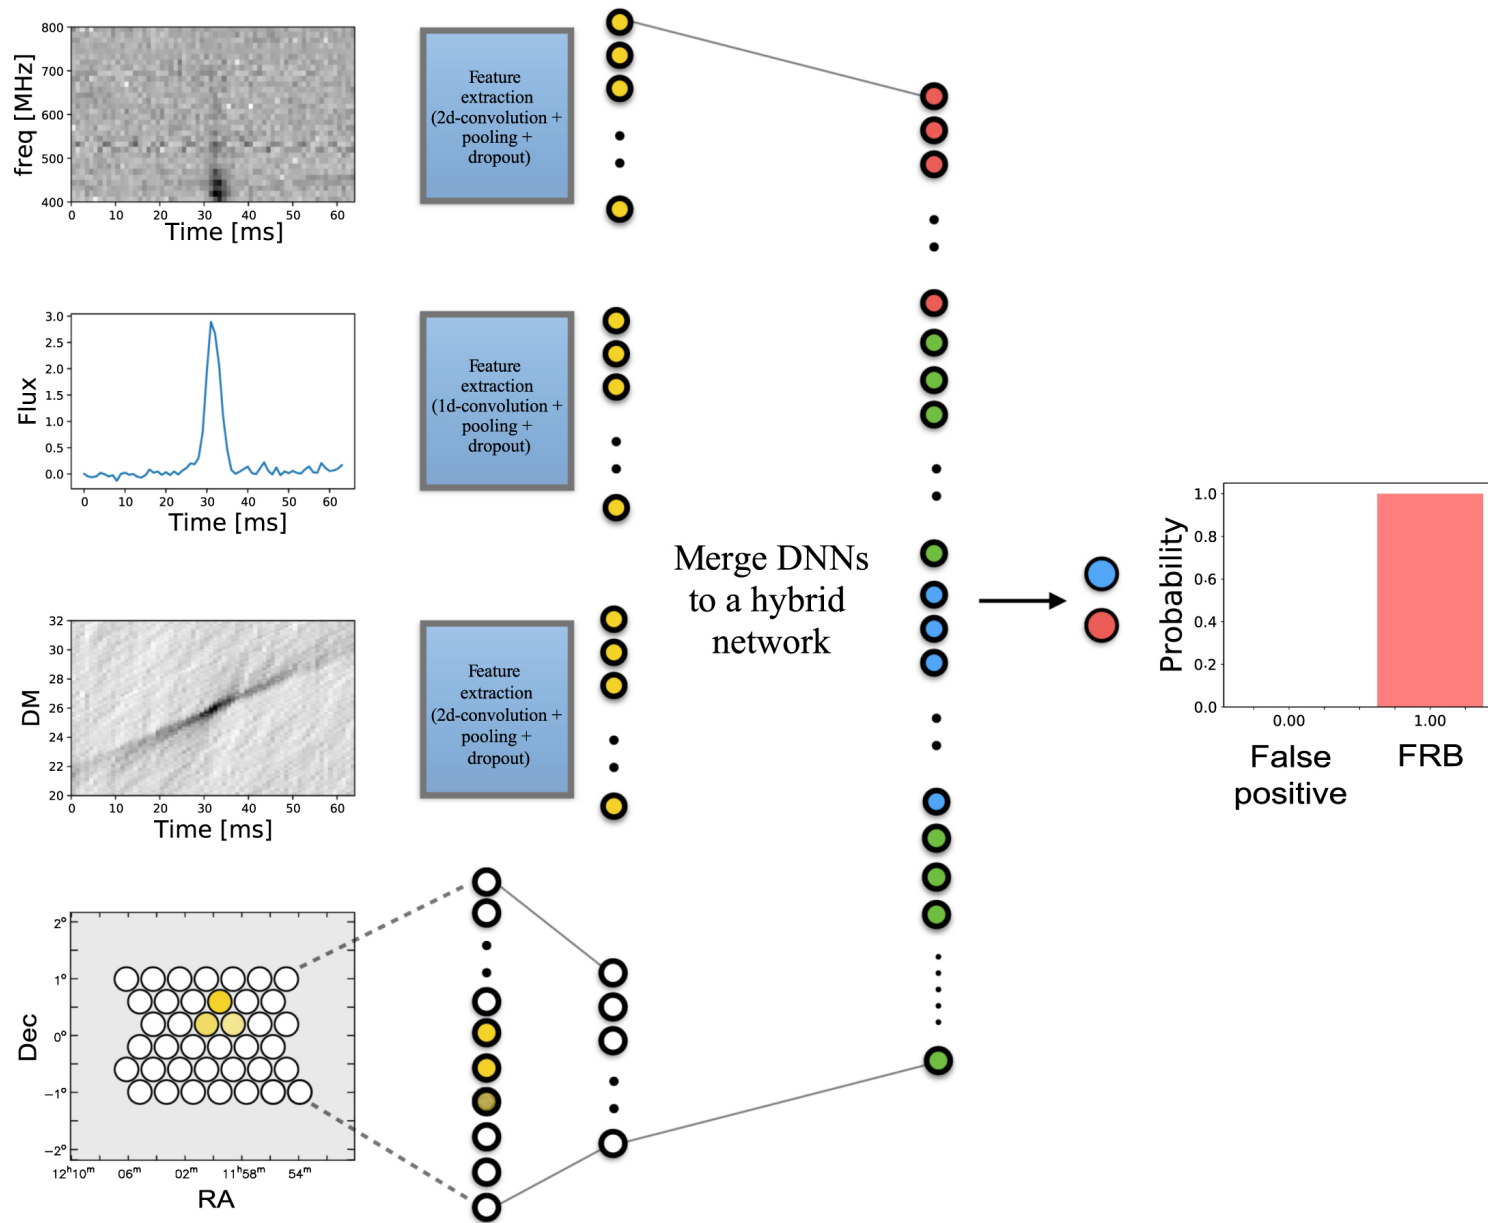 800
700
600
500
400
freq [MHz]
0 10 20 30 40 50 60
Time [ms]
Feature
extraction
(2d-convolution +
pooling +
dropout)
3.0
2.5
2.0
1.5
1.0
0.5
0.0
Flux
0 10 20 30 40 50 60
Time [ms]
Feature
extraction
(1d-convolution +
pooling +
dropout)
Merge DNNs
to a hybrid
network
1.0
0.8
0.6
0.4
0.2
0.0
Probability
0.00 1.00
False
positive
FRB
32
30
28
26
24
22
20
DM
0 10 20 30 40 50 60
Time [ms]
Feature
extraction
(2d-convolution +
pooling +
dropout)
2°
1°
0°
−1°
−2°
Dec
12ʰ10ᵐ 06ᵐ 02ᵐ 11ʰ58ᵐ 54ᵐ
RA